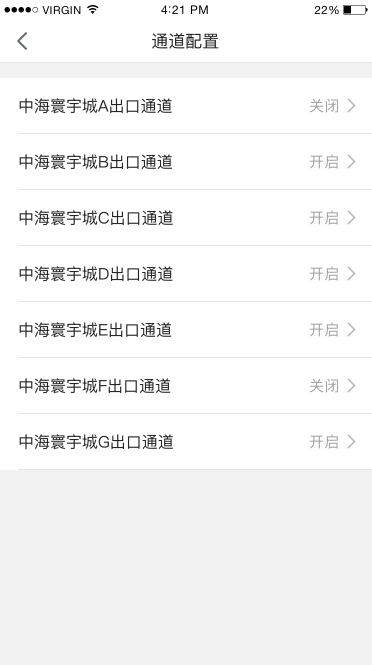 VIRGIN 4:21 PM 22%
通道配置
中海寰宇城A出口通道 关闭
中海寰宇城B出口通道 开启
中海寰宇城C出口通道 开启
中海寰宇城D出口通道 开启
中海寰宇城E出口通道 开启
中海寰宇城F出口通道 关闭
中海寰宇城G出口通道 开启